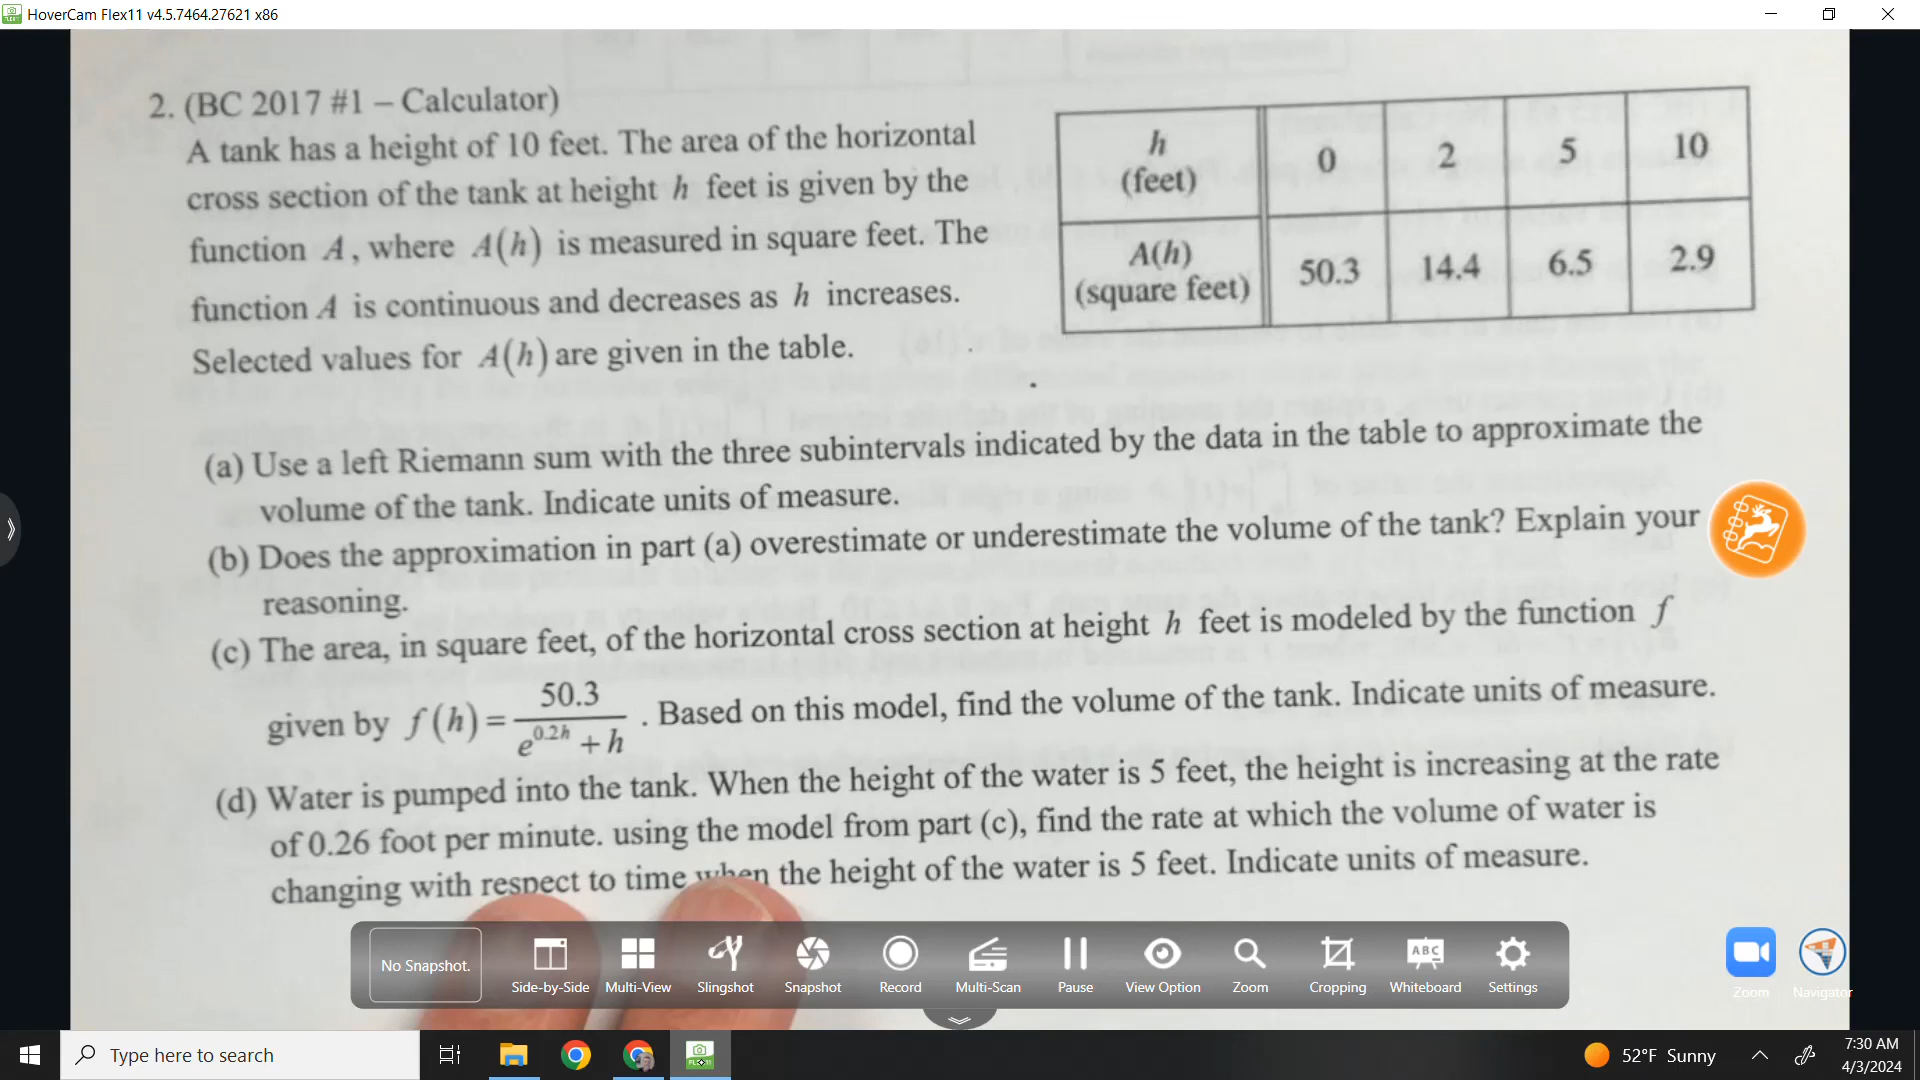 HoverCam Flex11 v4.5.7464.27621 x86
2. (BC 2017 #1 – Calculator)
A tank has a height of 10 feet. The area of the horizontal
cross section of the tank at height h feet is given by the
function A, where A(h) is measured in square feet. The
function A is continuous and decreases as h increases.
Selected values for A(h) are given in the table.
h (feet) 0 2 5 10
A(h) (square feet) 50.3 14.4 6.5 2.9
(a) Use a left Riemann sum with the three subintervals indicated by the data in the table to approximate the
volume of the tank. Indicate units of measure.
(b) Does the approximation in part (a) overestimate or underestimate the volume of the tank? Explain your
reasoning.
(c) The area, in square feet, of the horizontal cross section at height h feet is modeled by the function f
given by f(h) = 50.3 / (e^0.2h + h) . Based on this model, find the volume of the tank. Indicate units of measure.
(d) Water is pumped into the tank. When the height of the water is 5 feet, the height is increasing at the rate
of 0.26 foot per minute. using the model from part (c), find the rate at which the volume of water is
changing with respect to time when the height of the water is 5 feet. Indicate units of measure.
No Snapshot.
Side-by-Side Multi-View Slingshot Snapshot Record Multi-Scan Pause View Option Zoom Cropping ABC Whiteboard Settings
Zoom Navigator
Type here to search
52°F Sunny
7:30 AM
4/3/2024